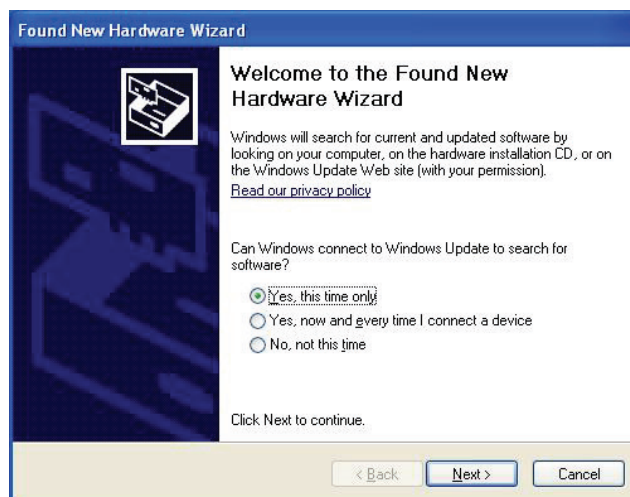 Found New Hardware Wizard
Welcome to the Found New
Hardware Wizard
Windows will search for current and updated software by
looking on your computer, on the hardware installation CD, or on
the Windows Update Web site (with your permission).
Read our privacy policy
Can Windows connect to Windows Update to search for
software?
Yes, this time only
Yes, now and every time I connect a device
No, not this time
Click Next to continue.
< Back
Next >
Cancel